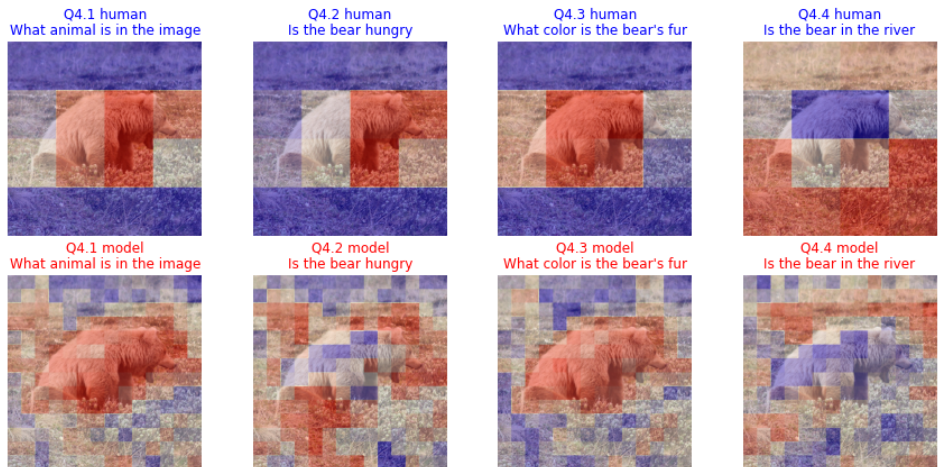 Q4.1 human
What animal is in the image
Q4.2 human
Is the bear hungry
Q4.3 human
What color is the bear's fur
Q4.4 human
Is the bear in the river
Q4.1 model
What animal is in the image
Q4.2 model
Is the bear hungry
Q4.3 model
What color is the bear's fur
Q4.4 model
Is the bear in the river